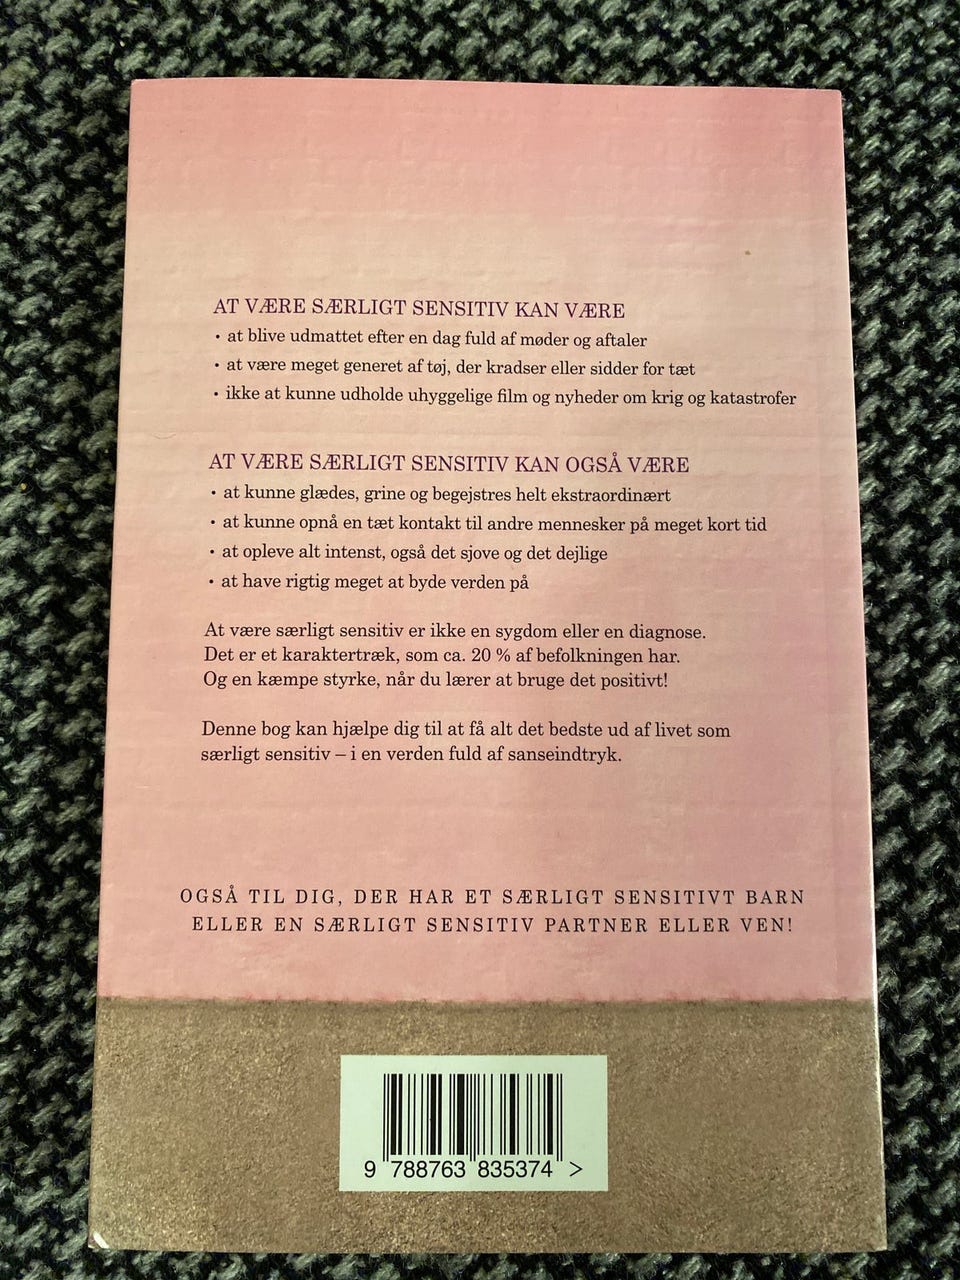 AT VÆRE SÆRLIGT SENSITIV KAN VÆRE
• at blive udmattet efter en dag fuld af møder og aftaler
• at være meget generet af tøj, der kradser eller sidder for tæt
• ikke at kunne udholde uhyggelige film og nyheder om krig og katastrofer
AT VÆRE SÆRLIGT SENSITIV KAN OGSÅ VÆRE
• at kunne glædes, grine og begejstres helt ekstraordinært
• at kunne opnå en tæt kontakt til andre mennesker på meget kort tid
• at opleve alt intenst, også det sjove og det dejlige
• at have rigtig meget at byde verden på
At være særligt sensitiv er ikke en sygdom eller en diagnose.
Det er et karaktertræk, som ca. 20 % af befolkningen har.
Og en kæmpe styrke, når du lærer at bruge det positivt!
Denne bog kan hjælpe dig til at få alt det bedste ud af livet som
særligt sensitiv – i en verden fuld af sanseindtryk.
OGSÅ TIL DIG, DER HAR ET SÆRLIGT SENSITIVT BARN
ELLER EN SÆRLIGT SENSITIV PARTNER ELLER VEN!
9 788763 835374 >